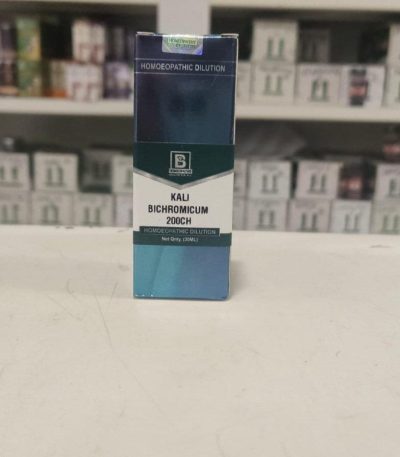 HOMOEOPATHIC DILUTION
B
KALI
BICHROMICUM
200CH
HOMOEOPATHIC DILUTION
Net Qnty. (30ML)